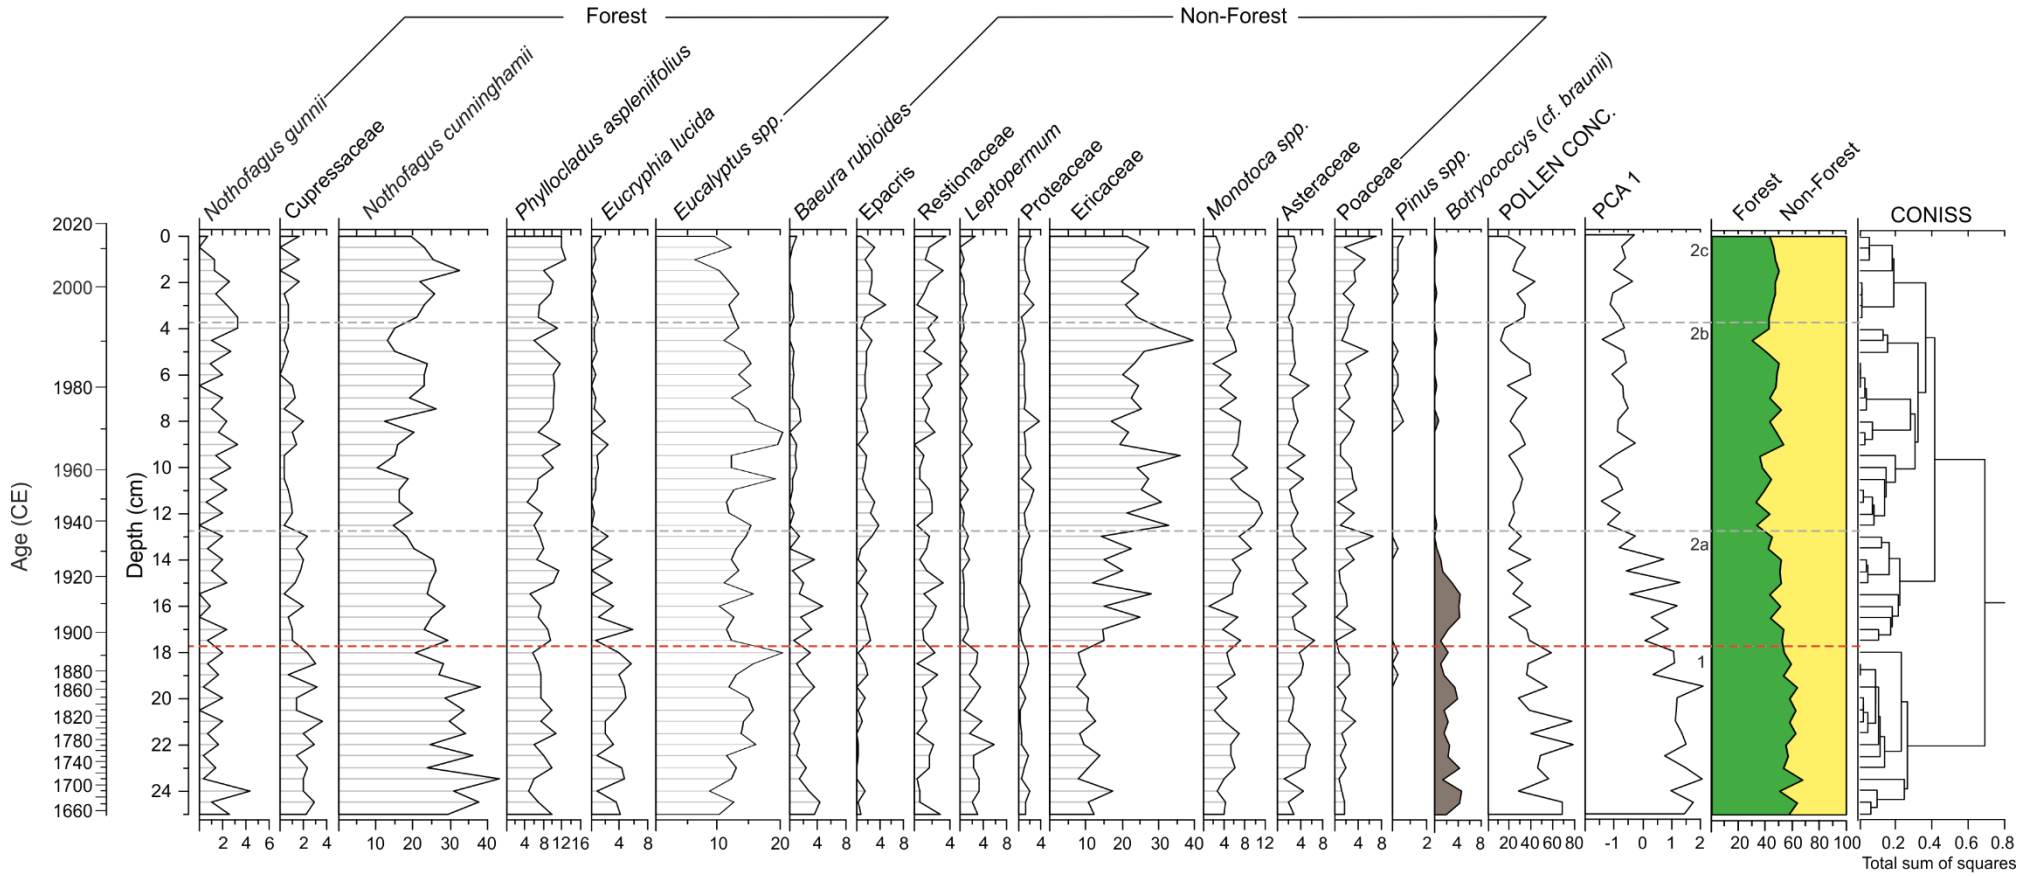 Forest
Non-Forest
Nothofagus gunnii
Cupressaceae
Nothofagus cunninghamii
Phyllocladus aspleniifolius
Eucryphia lucida
Eucalyptus spp.
Baeura rubioides
Epacris
Restionaceae
Leptopermum
Proteaceae
Ericaceae
Monotoca spp.
Asteraceae
Poaceae
Pinus spp.
Botryococcys (cf. braunii)
POLLEN CONC.
PCA 1
Forest
Non-Forest
CONISS
Age (CE)
2020
2000
1980
1960
1940
1920
1900
1880
1860
1820
1780
1740
1700
1660
Depth (cm)
0
2
4
6
8
10
12
14
16
18
20
22
24
2c
2b
2a
1
2 4 6
2 4
10 20 30 40
4 8 12 16
4 8
10 20
4 8
4 8
2 4
4 8
4
10 20 30 40
4 8 12
4 8
4 8
2
4 8
20 40 60 80
-1 0 1 2
20 40 60 80 100
0.2 0.4 0.6 0.8
Total sum of squares